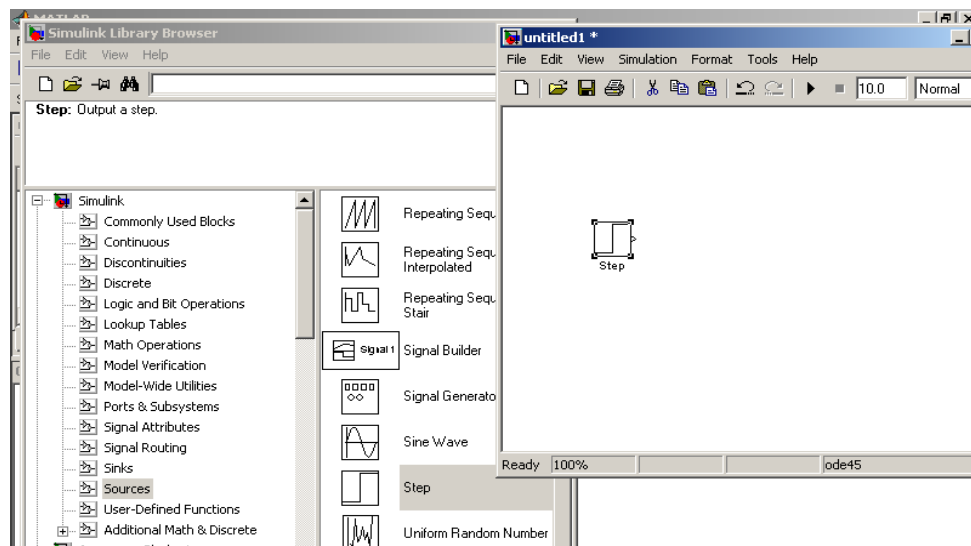 MATLAB
Simulink Library Browser
File Edit View Help
Step: Output a step.
Simulink
Commonly Used Blocks
Continuous
Discontinuities
Discrete
Logic and Bit Operations
Lookup Tables
Math Operations
Model Verification
Model-Wide Utilities
Ports & Subsystems
Signal Attributes
Signal Routing
Sinks
Sources
User-Defined Functions
Additional Math & Discrete
Repeating Sequ
Repeating Sequ
Interpolated
Repeating Sequ
Stair
Signal 1
Signal Builder
Signal Generato
Sine Wave
Step
Uniform Random Number
untitled1 *
File Edit View Simulation Format Tools Help
10.0 Normal
Step
Ready 100% ode45